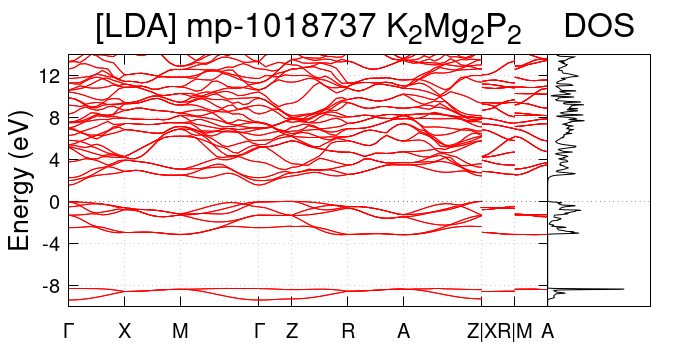 [LDA] mp-1018737 K₂Mg₂P₂ DOS
Energy (eV)
12
8
4
0
-4
-8
Γ X M Γ Z R A Z|XR|M A